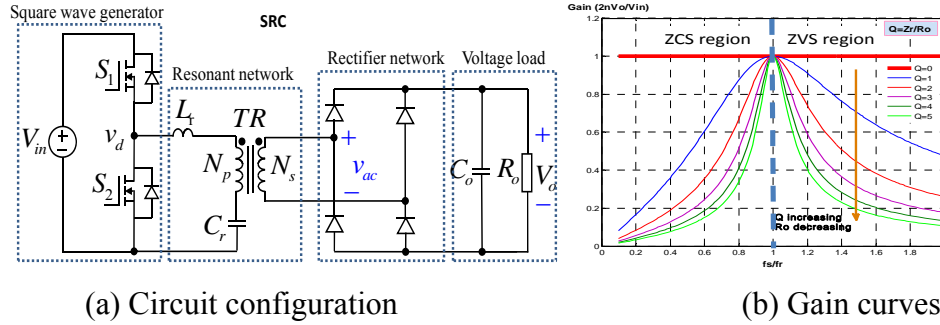 Square wave generator
SRC
Resonant network
Rectifier network
Voltage load
S1
Lr
TR
Vin
vd
Np
Ns
+
vac
−
Co
Ro
+
Vo
−
S2
Cr
(a) Circuit configuration
Gain (2nVo/Vin)
1.2
1
0.8
0.6
0.4
0.2
0
ZCS region
ZVS region
Q=Zr/Ro
Q=0
Q=1
Q=2
Q=3
Q=4
Q=5
Q increasing
Ro decreasing
0 0.2 0.4 0.6 0.8 1 1.2 1.4 1.6 1.8
fs/fr
(b) Gain curves